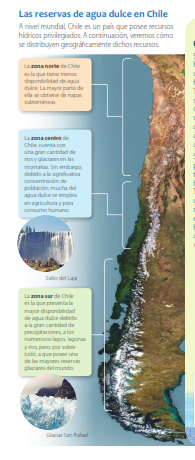 Las reservas de agua dulce en Chile
A nivel mundial, Chile es un país que posee recursos
hídricos privilegiados. A continuación, veremos cómo
se distribuyen geográficamente dichos recursos.
La zona norte de Chile
es la que tiene menos
disponibilidad de agua
dulce. La mayor parte de
ella se obtiene de napas
subterráneas.
La zona centro de
Chile, cuenta con
una gran cantidad de
ríos y glaciares en las
montañas. Sin embargo,
debido a la significativa
concentración de
población, mucha del
agua dulce se emplea
en agricultura y para
consumo humano.
Salto del Laja
La zona sur de Chile
es la que presenta la
mayor disponibilidad
de agua dulce debido
a la gran cantidad de
precipitaciones, a los
numerosos lagos, lagunas
y ríos, pero, por sobre
todo, a que posee una
de las mayores reservas
glaciares del mundo.
Glaciar San Rafael